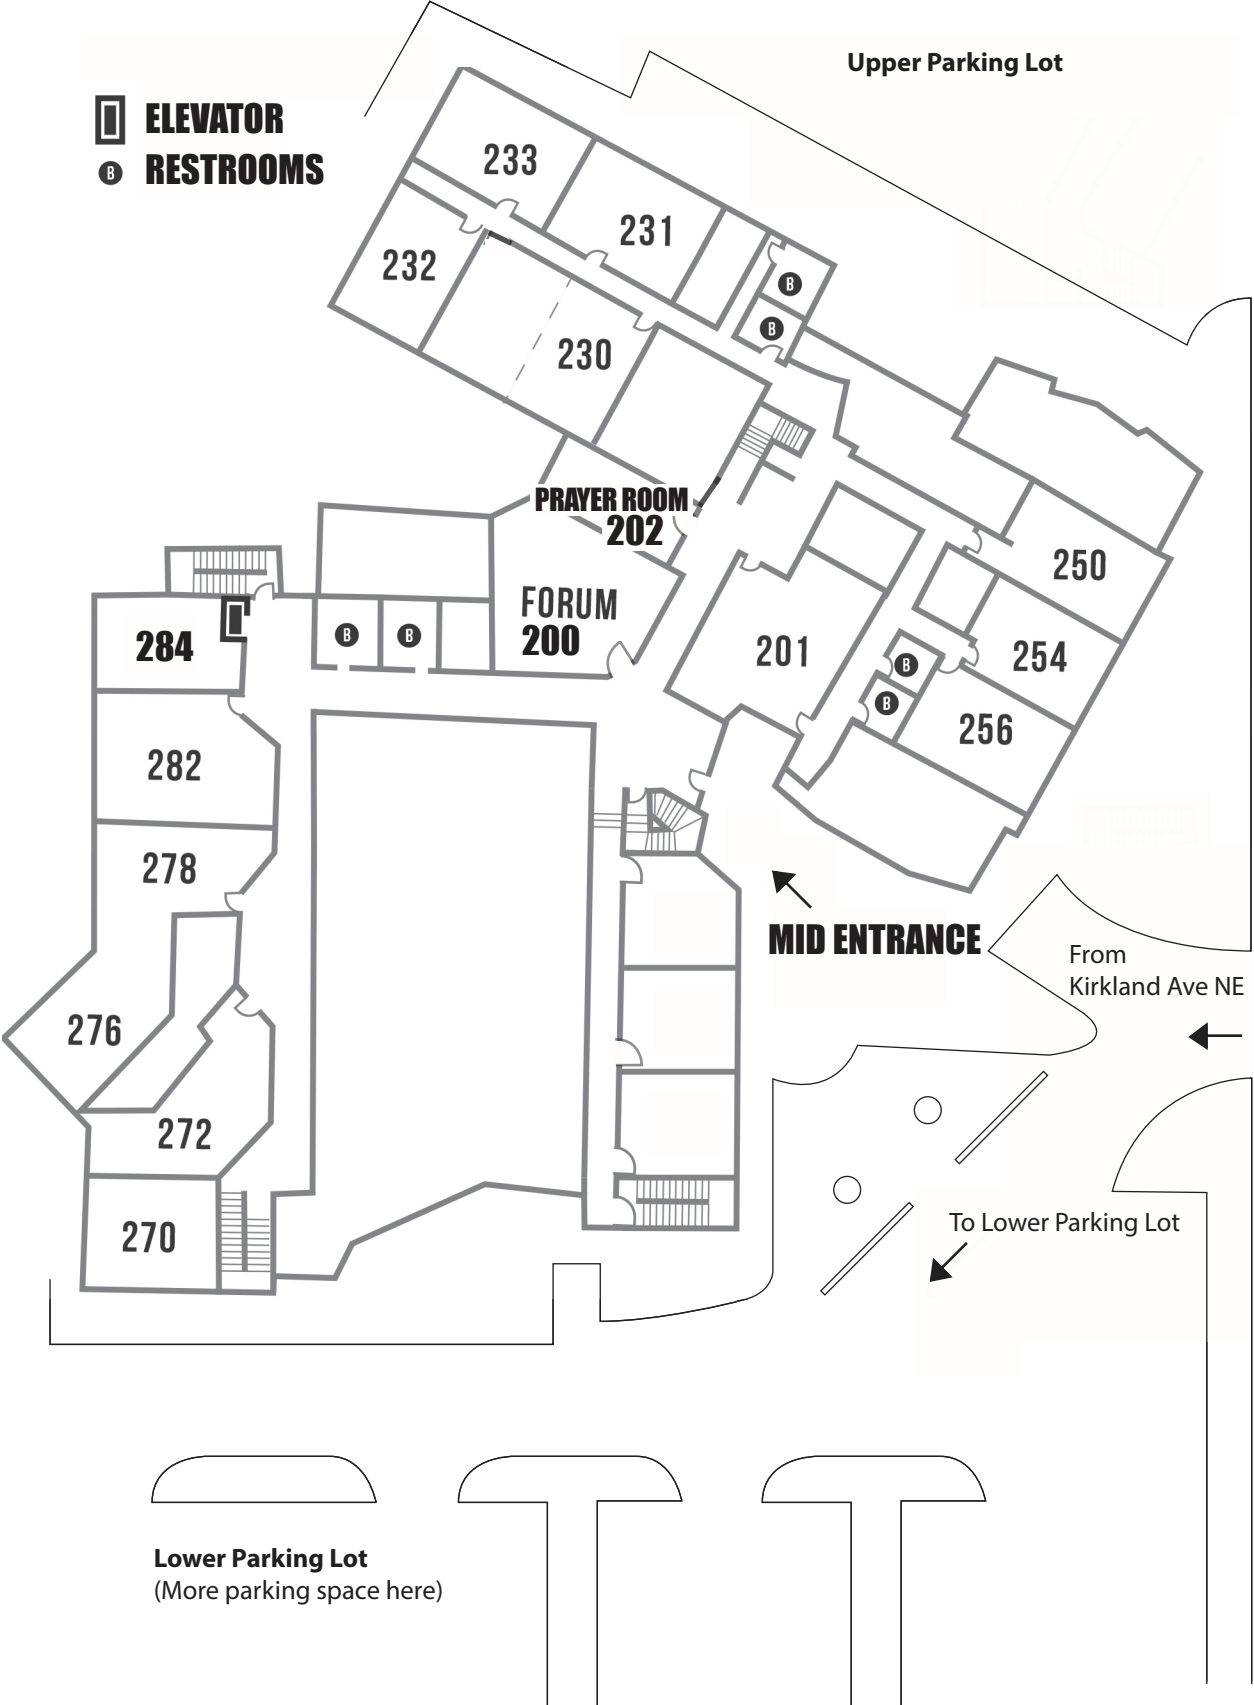 Upper Parking Lot
ELEVATOR
B RESTROOMS
233
231
232
B
B
230
PRAYER ROOM
202
250
FORUM
200
B
B
284
201
254
B
B
256
282
278
MID ENTRANCE
From
Kirkland Ave NE
276
272
270
To Lower Parking Lot
Lower Parking Lot
(More parking space here)